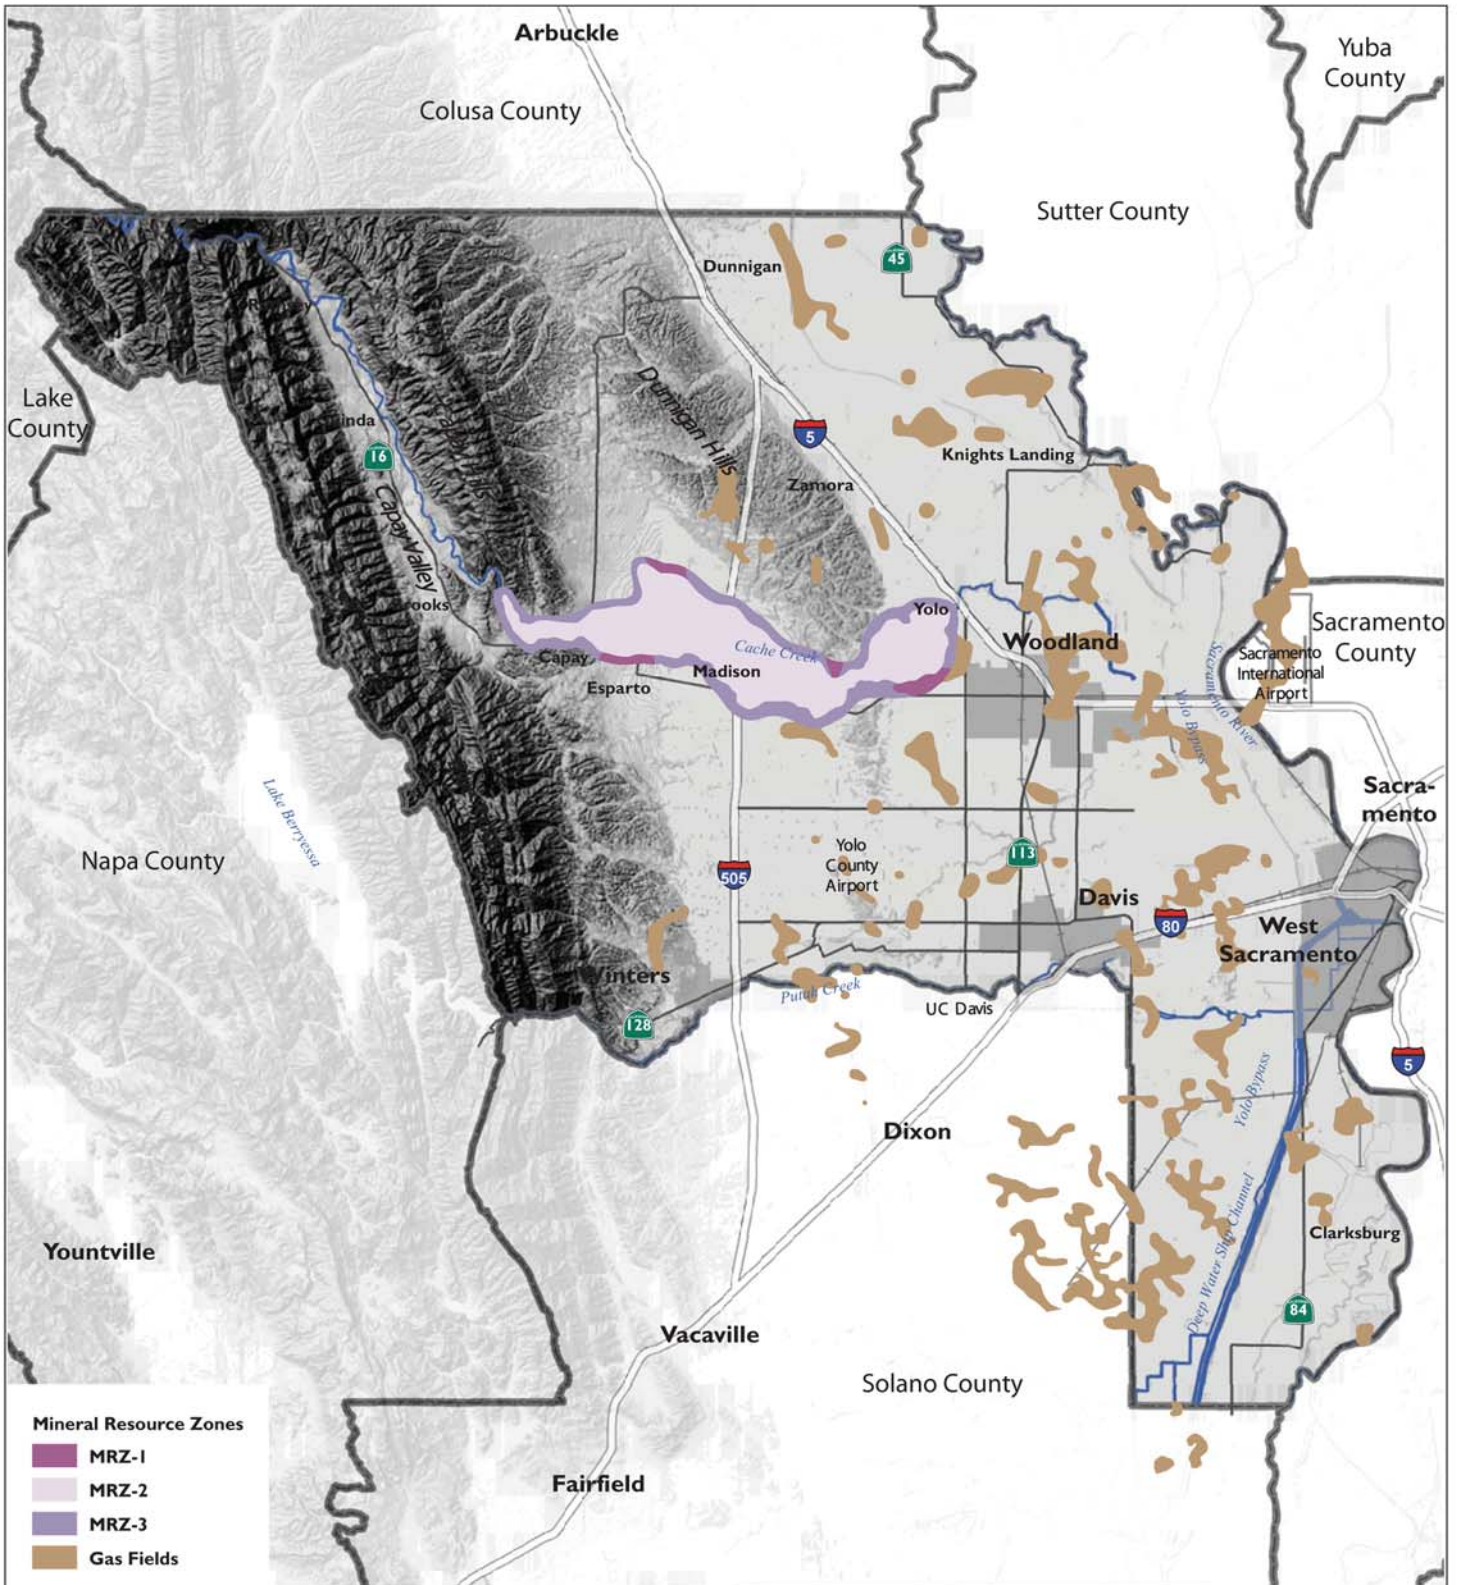 Arbuckle
Yuba
County
Colusa County
Sutter County
45
Dunnigan
Lake
County
Dunnigan Hills
5
16
Knights Landing
Zamora
Capay Valley
Yolo
Woodland
Cache Creek
Capay
Madison
Esparto
Sacramento
County
Sacramento
International
Airport
Sacramento River
Yolo Bypass
Lake Berryessa
Napa County
Sacra-
mento
505
Yolo
County
Airport
113
Davis
80
West
Sacramento
Winters
Putah Creek
UC Davis
128
5
Yolo Bypass
Dixon
Deep Water Ship Channel
Yountville
Clarksburg
84
Vacaville
Solano County
Fairfield
Mineral Resource Zones
MRZ-1
MRZ-2
MRZ-3
Gas Fields